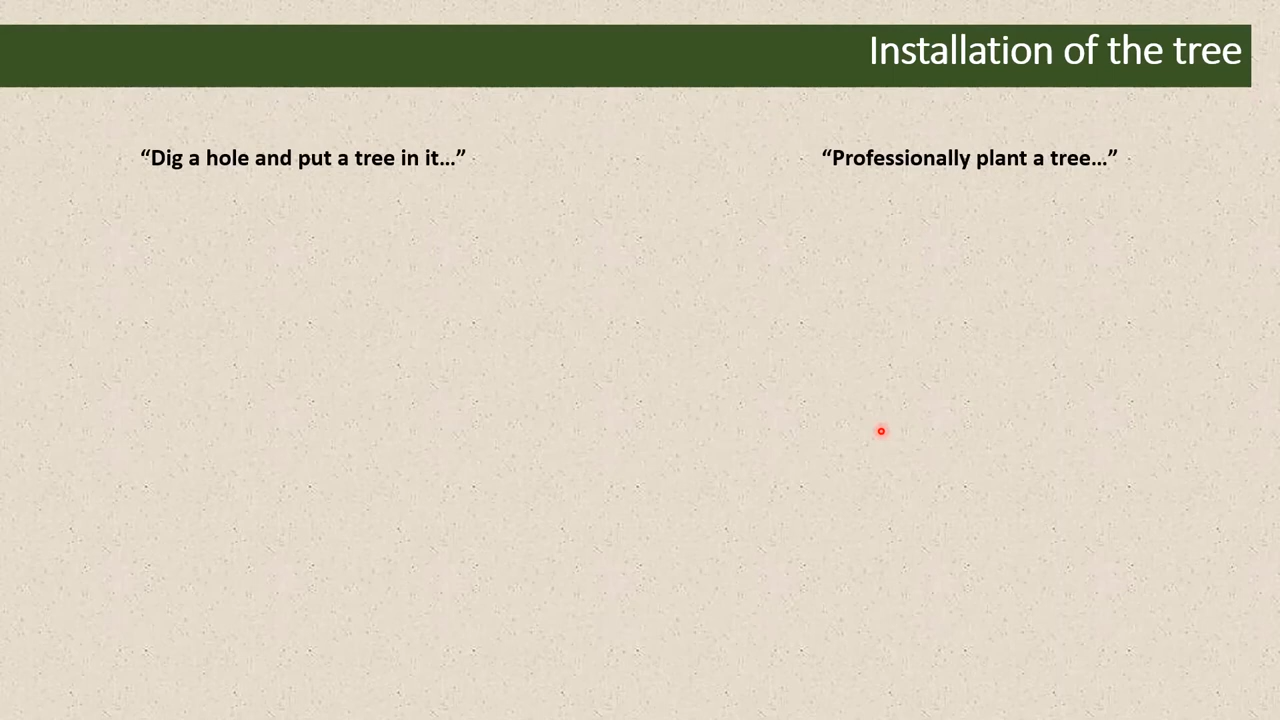 Installation of the tree
“Dig a hole and put a tree in it…”
“Professionally plant a tree…”